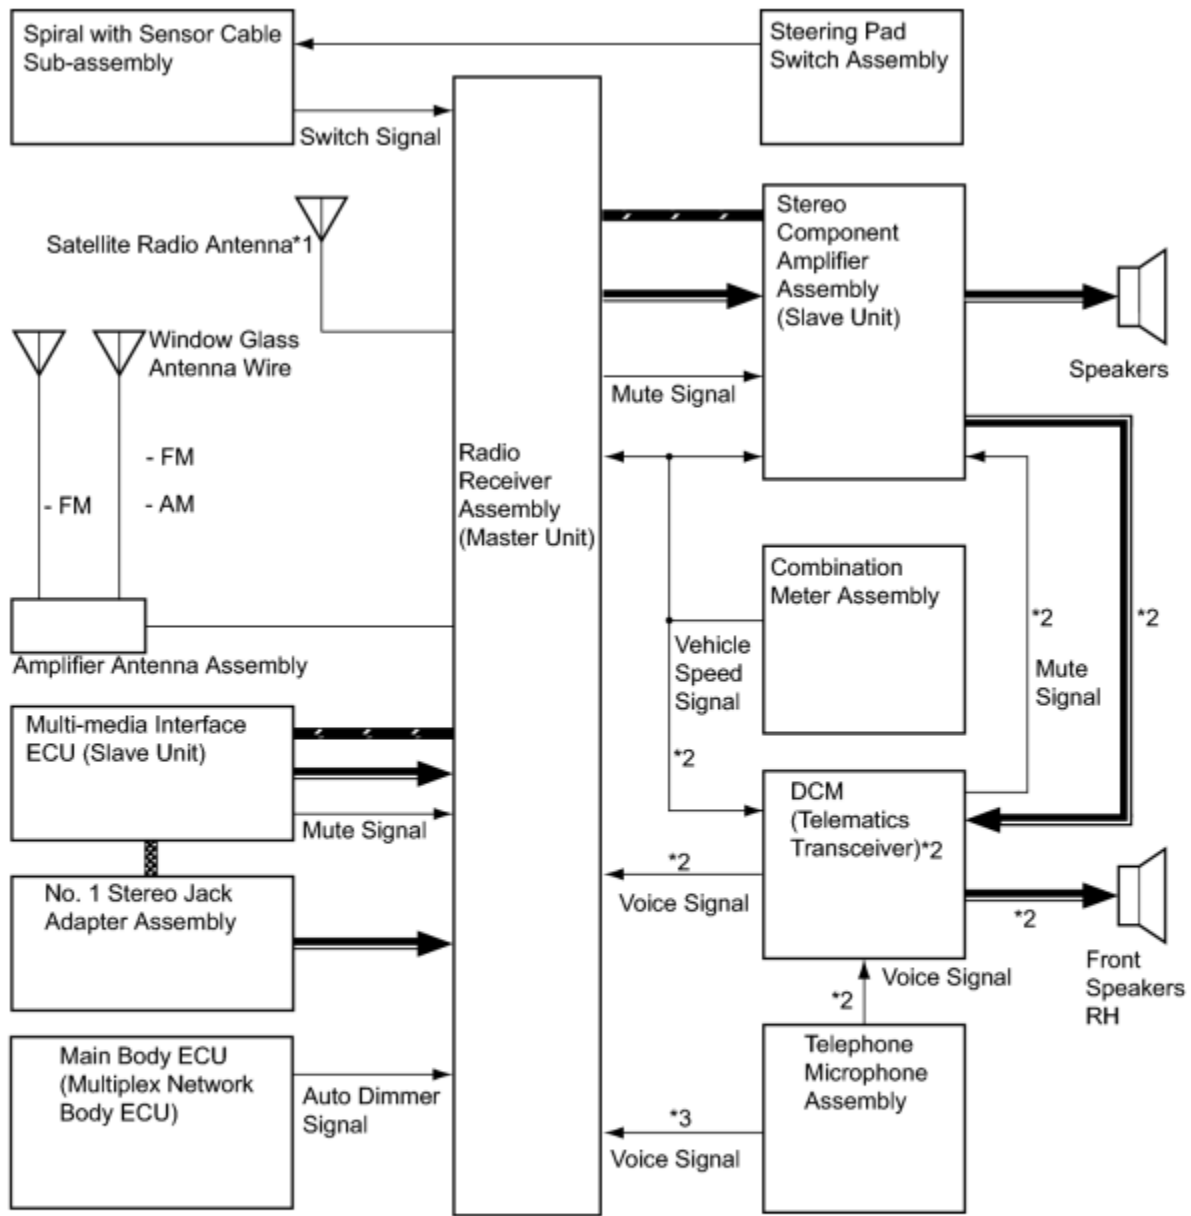 Spiral with Sensor Cable
Sub-assembly
Steering Pad
Switch Assembly
Switch Signal
Satellite Radio Antenna*1
Stereo
Component
Amplifier
Assembly
(Slave Unit)
Window Glass
Antenna Wire
Speakers
Mute Signal
- FM
- FM
- AM
Radio
Receiver
Assembly
(Master Unit)
Combination
Meter Assembly
*2
*2
Amplifier Antenna Assembly
Vehicle
Speed
Signal
Mute
Signal
Multi-media Interface
ECU (Slave Unit)
*2
Mute Signal
DCM
(Telematics
Transceiver)*2
*2
Voice Signal
No. 1 Stereo Jack
Adapter Assembly
*2
Front
Speakers
RH
Voice Signal
*2
Main Body ECU
(Multiplex Network
Body ECU)
Auto Dimmer
Signal
Telephone
Microphone
Assembly
*3
Voice Signal